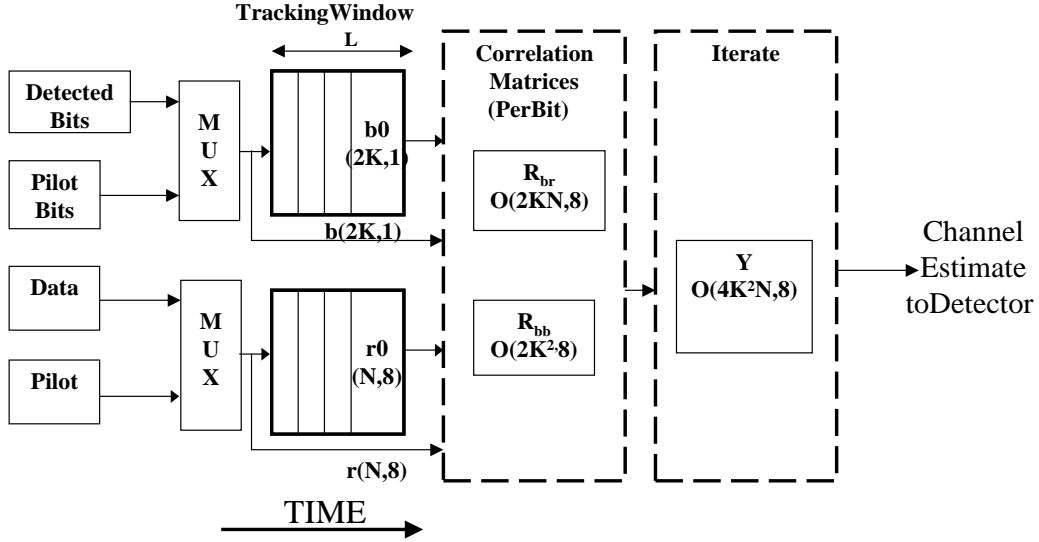 TrackingWindow
L
Detected
Bits
Pilot
Bits
M
U
X
b0
(2K,1)
b(2K,1)
Data
Pilot
M
U
X
r0
(N,8)
r(N,8)
Correlation
Matrices
(PerBit)
R_br
O(2KN,8)
R_bb
O(2K²,8)
Iterate
Y
O(4K²N,8)
Channel
Estimate
toDetector
TIME